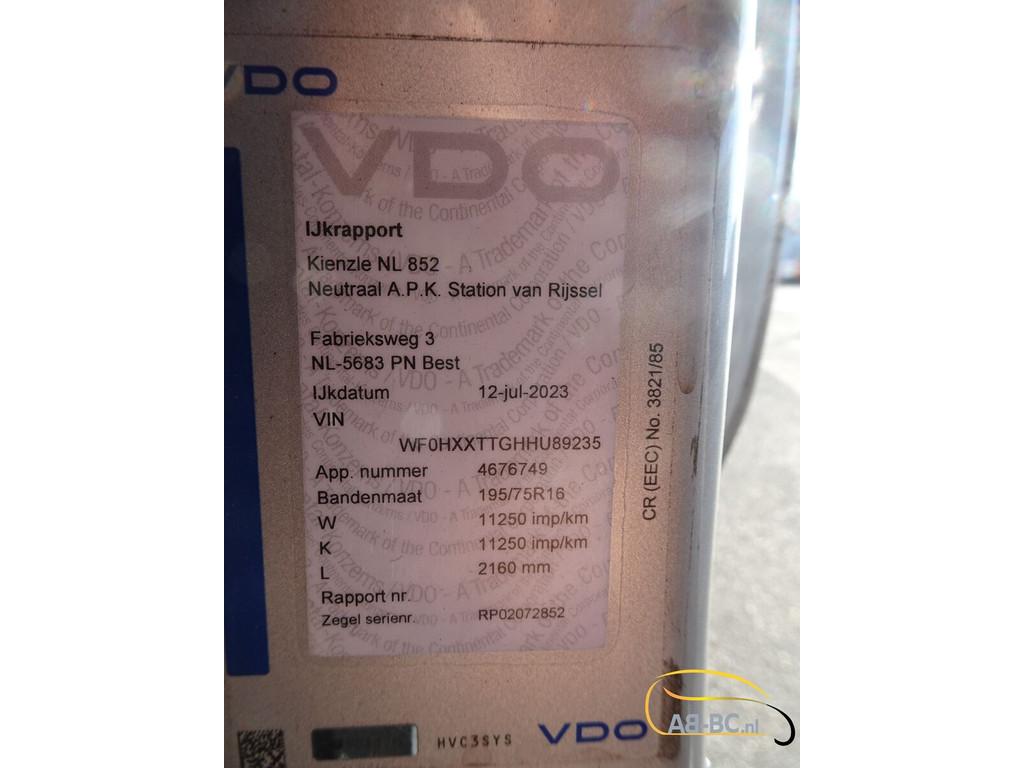 VDO
VDO
IJkrapport
Kienzle NL 852
Neutraal A.P.K. Station van Rijssel
Fabrieksweg 3
NL-5683 PN Best
IJkdatum 12-jul-2023
VIN
WF0HXXTTGHHU89235
App. nummer 4676749
Bandenmaat 195/75R16
W 11250 imp/km
K 11250 imp/km
L 2160 mm
Rapport nr.
Zegel serienr. RP02072852
CR (EEC) No. 3821/85
HVC3SYS
VDO
AB-BC.nl